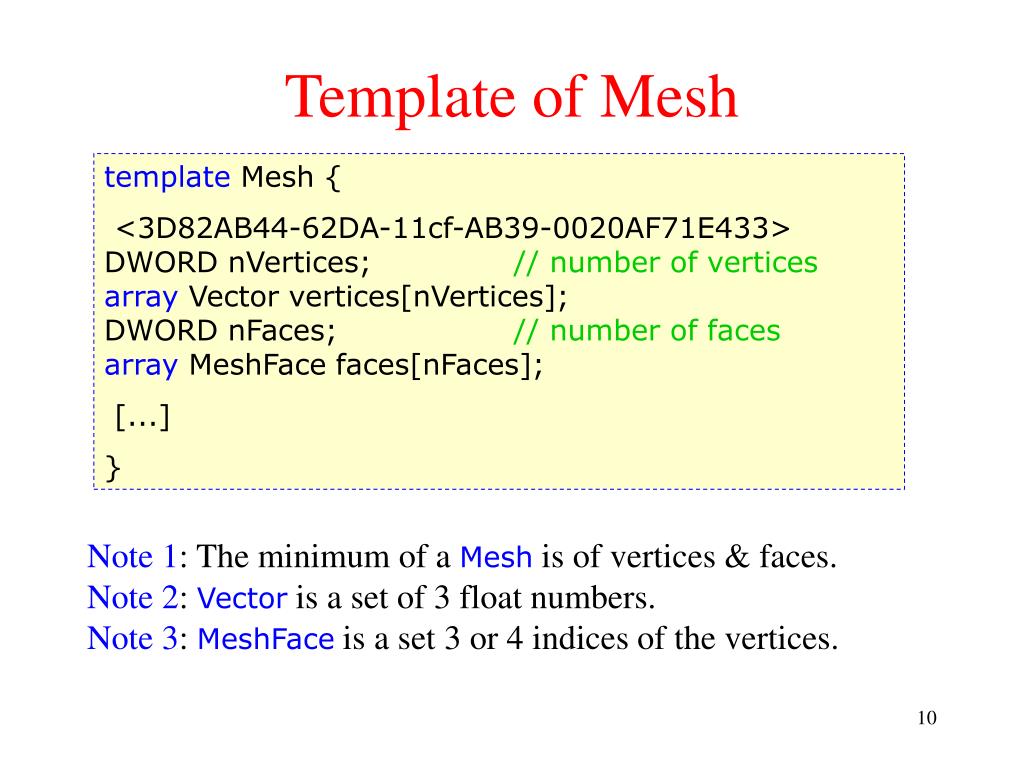 Template of Mesh
template Mesh {
<3D82AB44-62DA-11cf-AB39-0020AF71E433>
DWORD nVertices; // number of vertices
array Vector vertices[nVertices];
DWORD nFaces; // number of faces
array MeshFace faces[nFaces];
[...]
}
Note 1: The minimum of a Mesh is of vertices & faces.
Note 2: Vector is a set of 3 float numbers.
Note 3: MeshFace is a set 3 or 4 indices of the vertices.
10